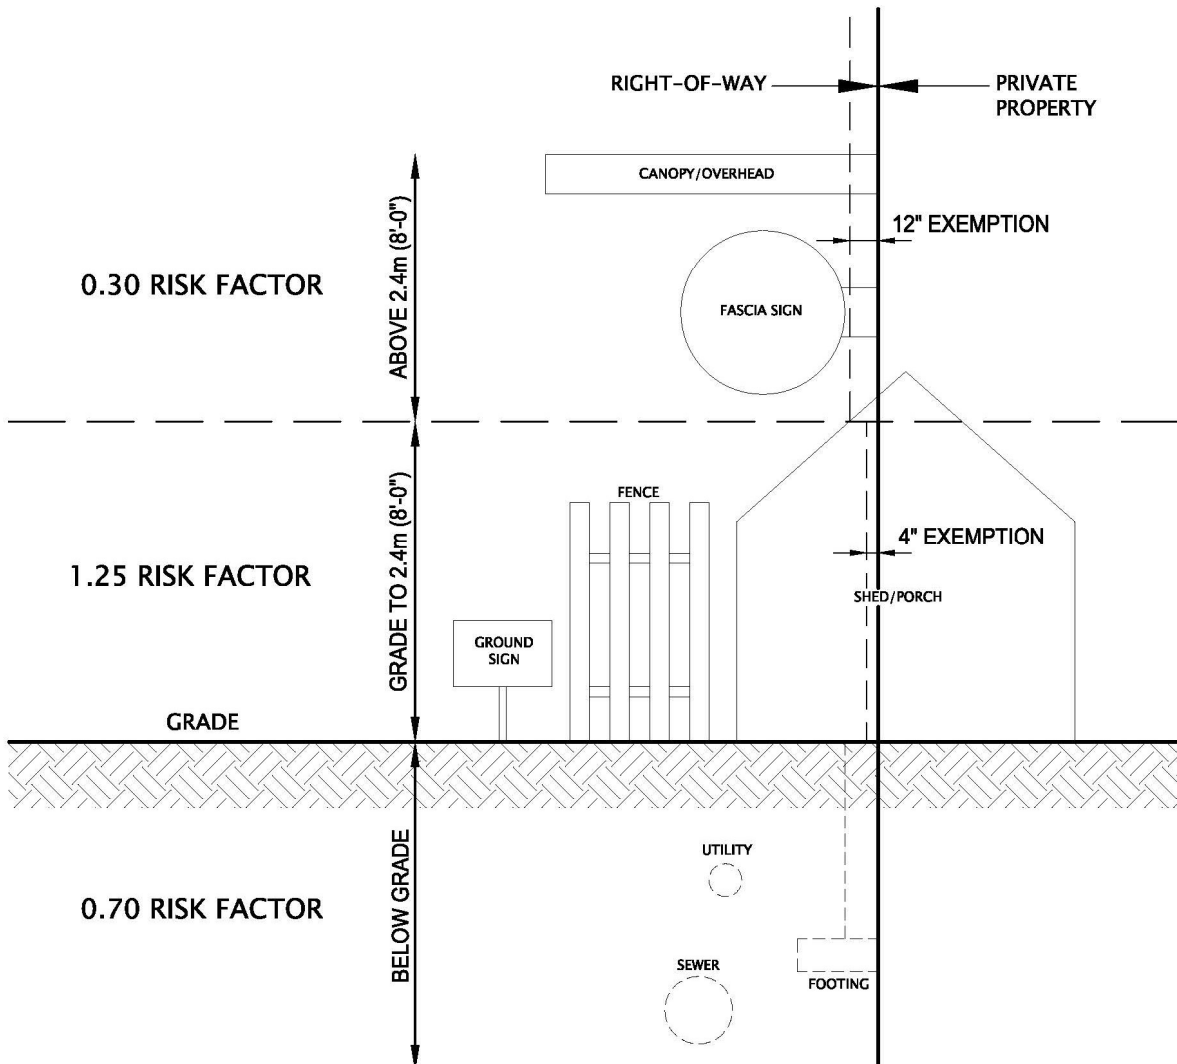 RIGHT-OF-WAY
PRIVATE
PROPERTY
CANOPY/OVERHEAD
12" EXEMPTION
ABOVE 2.4m (8'-0")
0.30 RISK FACTOR
FASCIA SIGN
FENCE
4" EXEMPTION
GRADE TO 2.4m (8'-0")
1.25 RISK FACTOR
SHED/PORCH
GROUND
SIGN
GRADE
UTILITY
BELOW GRADE
0.70 RISK FACTOR
SEWER
FOOTING